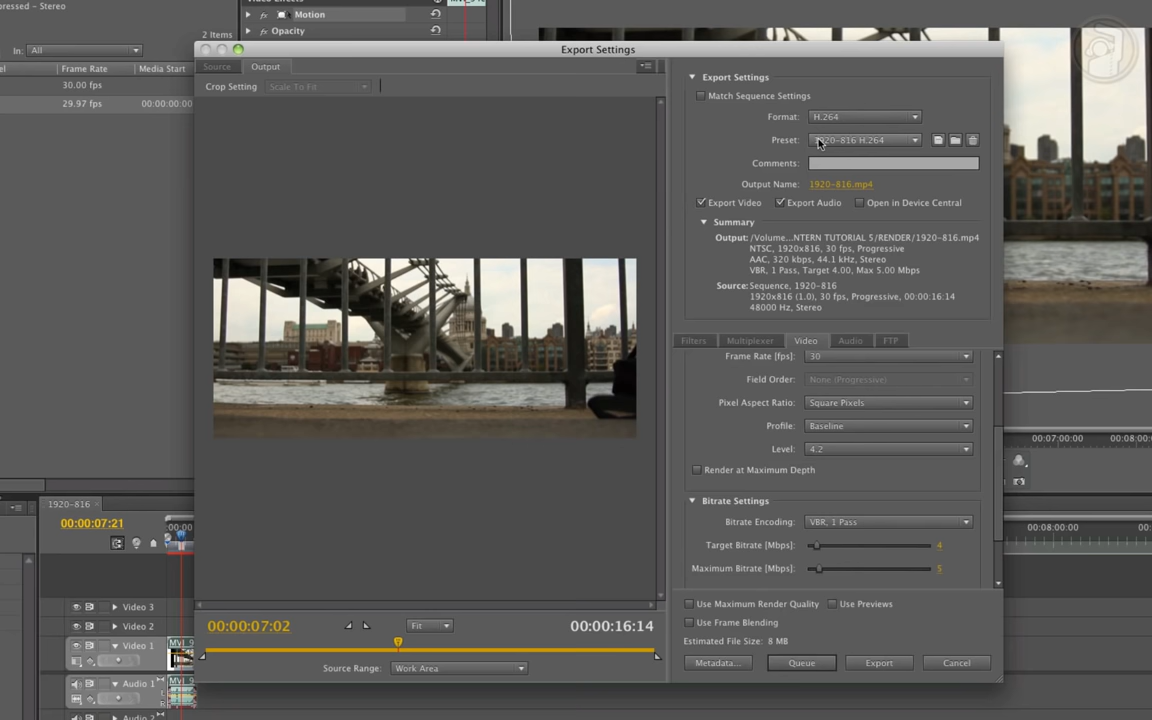 pressed - Stereo
2 Items
In: All
Frame Rate Media Start
30.00 fps
29.97 fps 00:00:00:00
fx Motion
fx Opacity
Export Settings
Source Output
Crop Setting Scale To Fit
00:00:07:02 Fit 00:00:16:14
Source Range: Work Area
Export Settings
Match Sequence Settings
Format: H.264
Preset: 1920-816 H.264
Comments:
Output Name: 1920-816.mp4
Export Video Export Audio Open in Device Central
Summary
Output: /Volume...NTERN TUTORIAL 5/RENDER/1920-816.mp4
NTSC, 1920x816, 30 fps, Progressive
AAC, 320 kbps, 44.1 kHz, Stereo
VBR, 1 Pass, Target 4.00, Max 5.00 Mbps
Source: Sequence, 1920-816
1920x816 (1.0), 30 fps, Progressive, 00:00:16:14
48000 Hz, Stereo
Filters Multiplexer Video Audio FTP
Frame Rate [fps]: 30
Field Order: None (Progressive)
Pixel Aspect Ratio: Square Pixels
Profile: Baseline
Level: 4.2
Render at Maximum Depth
Bitrate Settings
Bitrate Encoding: VBR, 1 Pass
Target Bitrate [Mbps]: 4
Maximum Bitrate [Mbps]: 5
Use Maximum Render Quality Use Previews
Use Frame Blending
Estimated File Size: 8 MB
Metadata... Queue Export Cancel
00:07:00:00 00:08:00:
1920-816 ×
00:00:07:21 :00:00
00:08:00:00 00:
Video 3
Video 2
Video 1
Audio 1
Audio 2